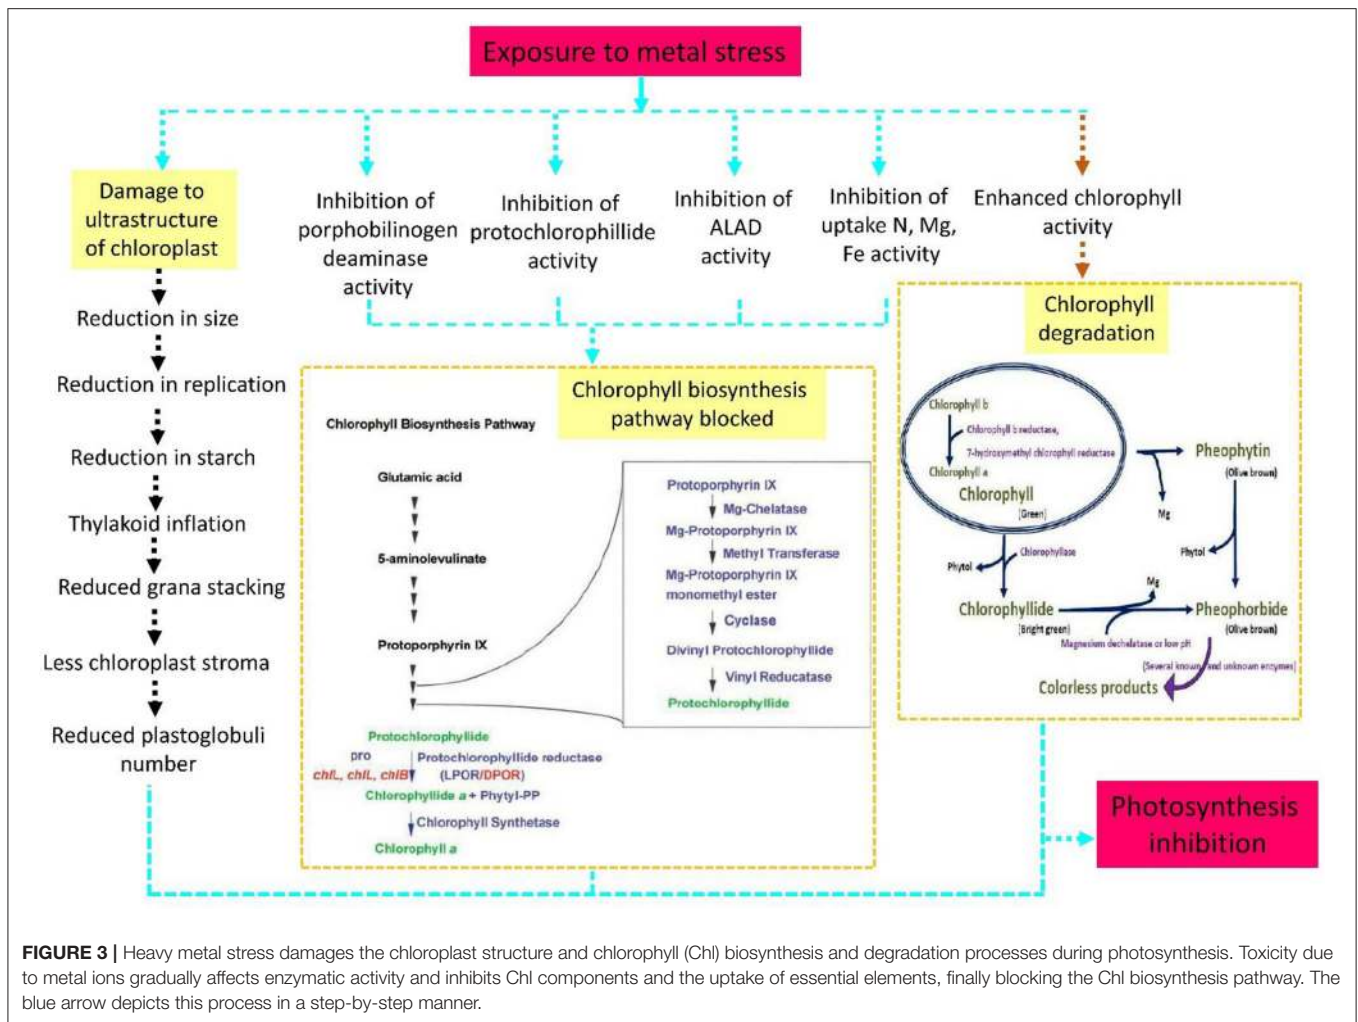 Exposure to metal stress
Damage to
ultrastructure
of chloroplast
Inhibition of
porphobilinogen
deaminase
activity
Inhibition of
protochlorophillide
activity
Inhibition of
ALAD
activity
Inhibition of
uptake N, Mg,
Fe activity
Enhanced chlorophyll
activity
Reduction in size
Reduction in replication
Reduction in starch
Thylakoid inflation
Reduced grana stacking
Less chloroplast stroma
Reduced plastoglobuli
number
Chlorophyll biosynthesis
pathway blocked
Chlorophyll Biosynthesis Pathway
Glutamic acid
5-aminolevulinate
Protoporphyrin IX
Protochlorophyllide
pro
chlL, chlL, chlB
Protochlorophyllide reductase
(LPOR/DPOR)
Chlorophyllide a + Phytyl-PP
Chlorophyll Synthetase
Chlorophyll a
Protoporphyrin IX
Mg-Chelatase
Mg-Protoporphyrin IX
Methyl Transferase
Mg-Protoporphyrin IX
monomethyl ester
Cyclase
Divinyl Protochlorophyllide
Vinyl Reducatase
Protochlorophyllide
Chlorophyll
degradation
Chlorophyll b
Chlorophyll b reductase,
7-hydroxymethyl chlorophyll reductase
Chlorophyll a
Chlorophyll
(Green)
Pheophytin
(Olive brown)
Mg
Phytol
Phytol
Chlorophyllase
Mg
Chlorophyllide
(Bright green)
Pheophorbide
(Olive brown)
Magnesium dechelatase or low pH
(Several known and unknown enzymes)
Colorless products
Photosynthesis
inhibition
FIGURE 3 | Heavy metal stress damages the chloroplast structure and chlorophyll (Chl) biosynthesis and degradation processes during photosynthesis. Toxicity due
to metal ions gradually affects enzymatic activity and inhibits Chl components and the uptake of essential elements, finally blocking the Chl biosynthesis pathway. The
blue arrow depicts this process in a step-by-step manner.